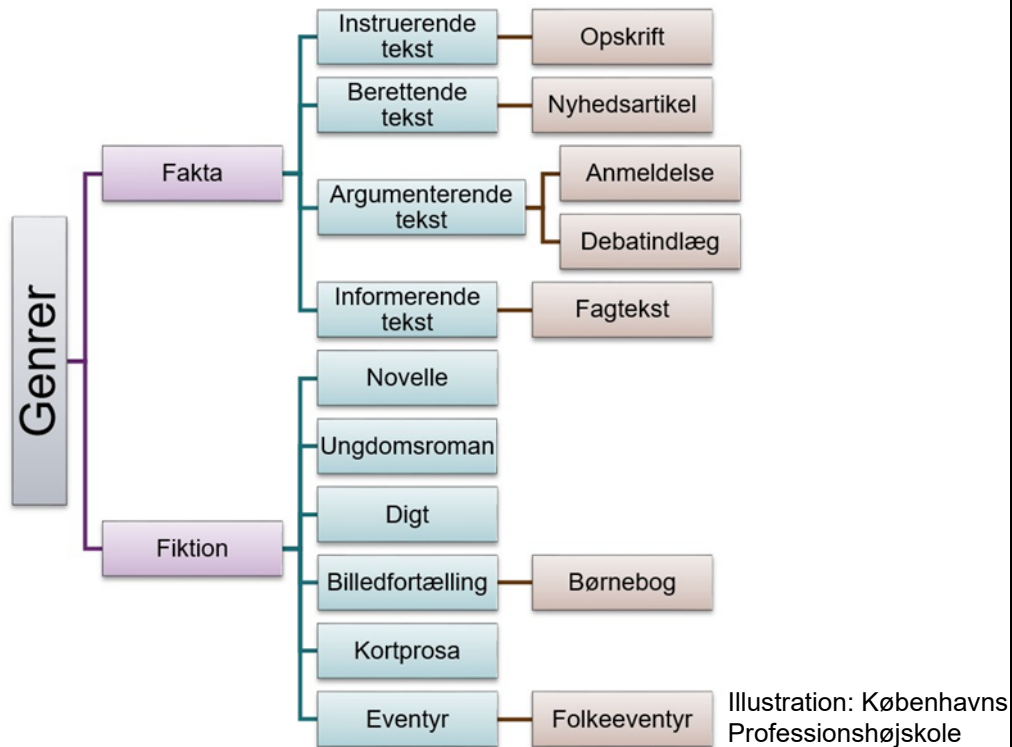 Genrer
Fakta
Instruerende
tekst
Opskrift
Berettende
tekst
Nyhedsartikel
Argumenterende
tekst
Anmeldelse
Debatindlæg
Informerende
tekst
Fagtekst
Fiktion
Novelle
Ungdomsroman
Digt
Billedfortælling
Børnebog
Kortprosa
Eventyr
Folkeeventyr
Illustration: Københavns
Professionshøjskole